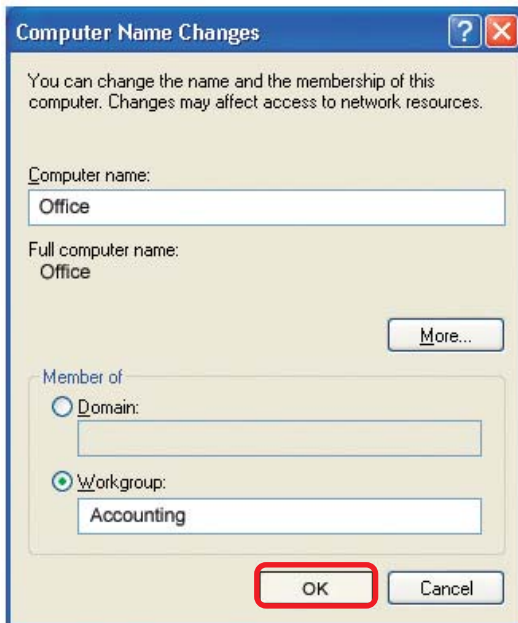 Computer Name Changes
You can change the name and the membership of this
computer. Changes may affect access to network resources.
Computer name:
Office
Full computer name:
Office
More...
Member of
Domain:
Workgroup:
Accounting
OK
Cancel